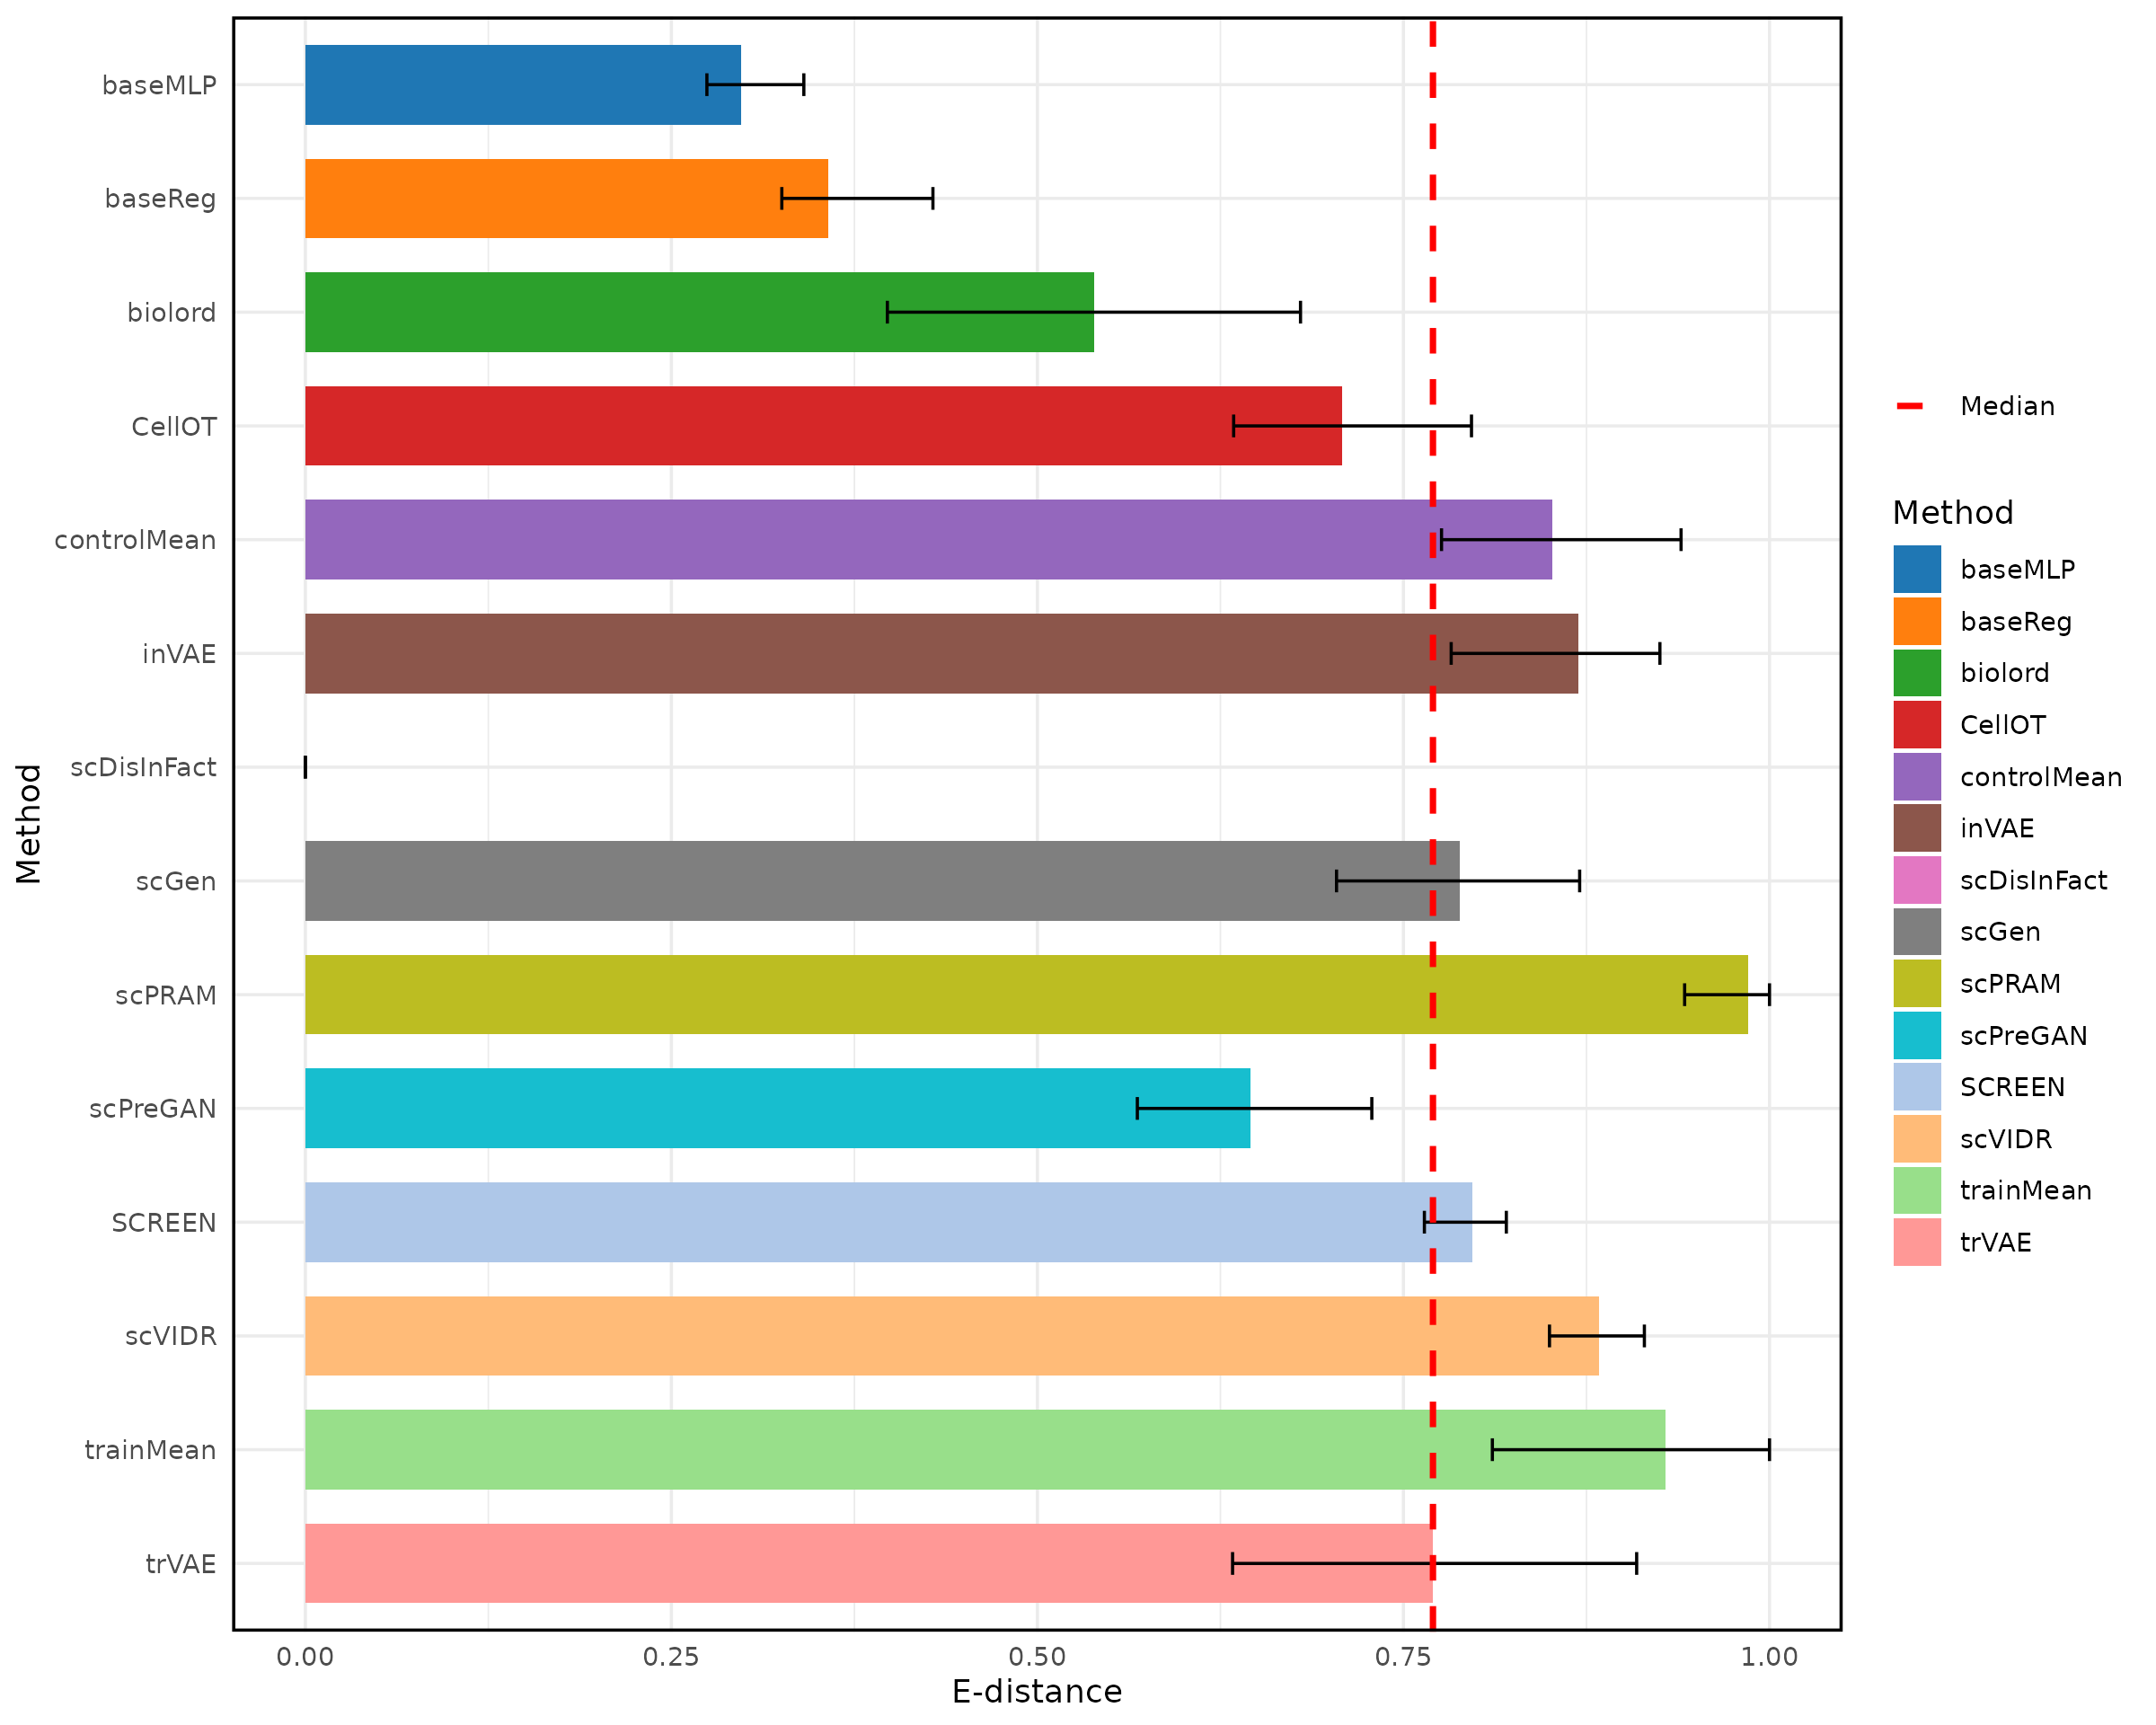 Method
baseMLP
baseReg
biolord
CellOT
controlMean
inVAE
scDisInFact
scGen
scPRAM
scPreGAN
SCREEN
scVIDR
trainMean
trVAE
0.00 0.25 0.50 0.75 1.00
E-distance
Median
Method
baseMLP
baseReg
biolord
CellOT
controlMean
inVAE
scDisInFact
scGen
scPRAM
scPreGAN
SCREEN
scVIDR
trainMean
trVAE